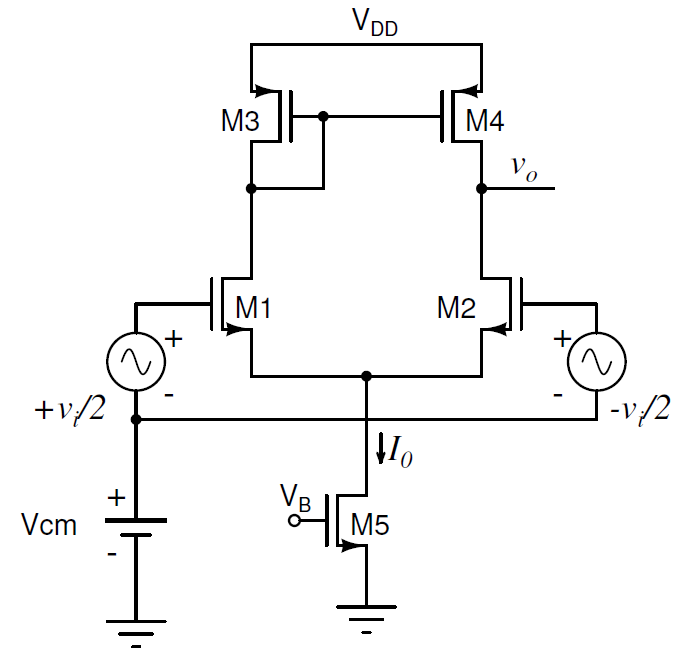 VDD
M3
M4
vo
M1
M2
+
-
+vi/2
+
-
-vi/2
I0
+
Vcm
-
VB
M5